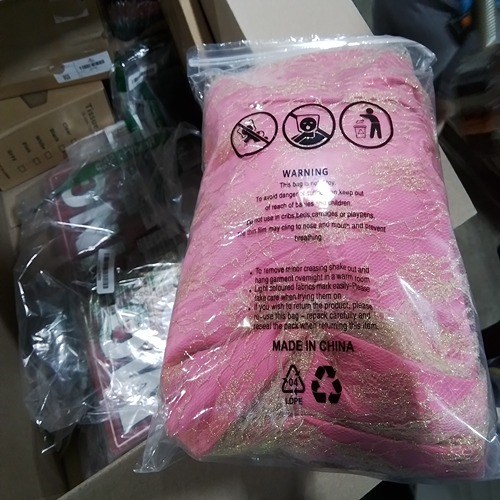 WARNING
This bag is not a toy.
To avoid danger of suffocation, keep out
of reach of babies and children.
Do not use in cribs, beds, carriages or playpens.
The thin film may cling to nose and mouth and prevent
breathing.
• To remove minor creasing shake out and
hang garment overnight in a warm room
• Light coloured fabrics mark easily-Please
take care when trying them on
• If you wish to return the product, please
re-use this bag – repack carefully and
reseal the pack when returning this item.
MADE IN CHINA
04
LDPE
Tissue